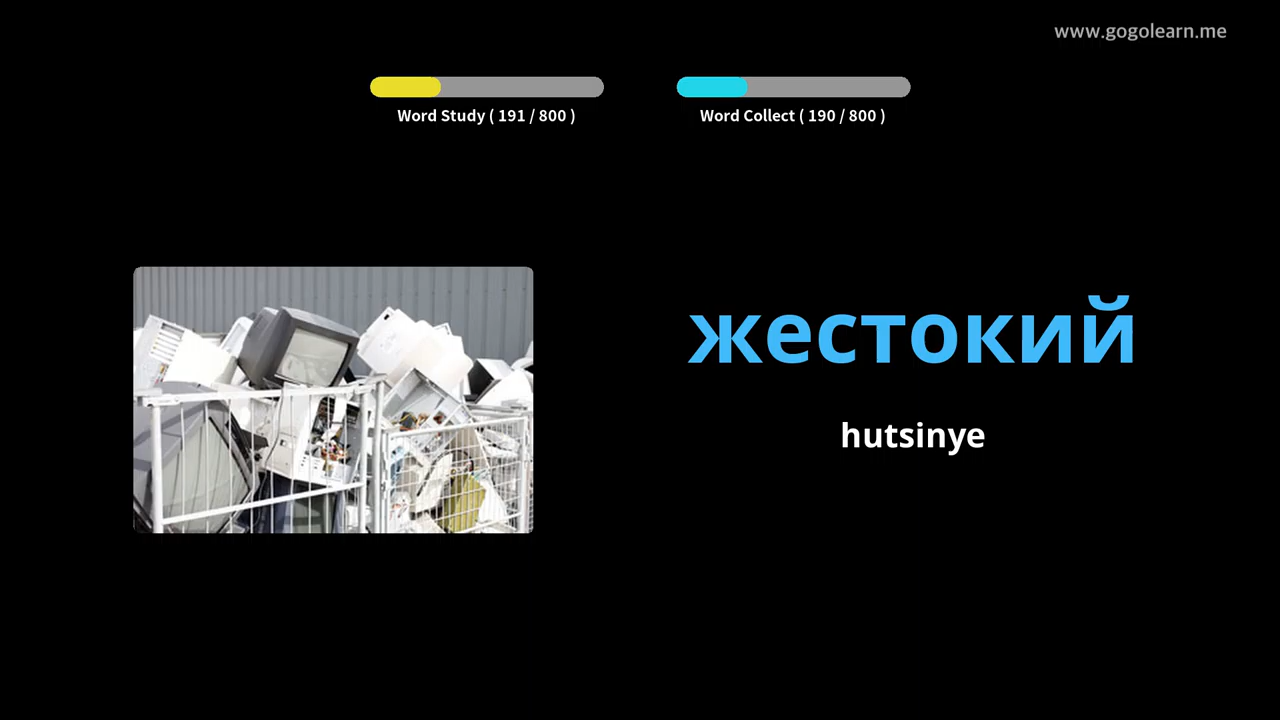 www.gogolearn.me
Word Study ( 191 / 800 )
Word Collect ( 190 / 800 )
жестокий
hutsinye